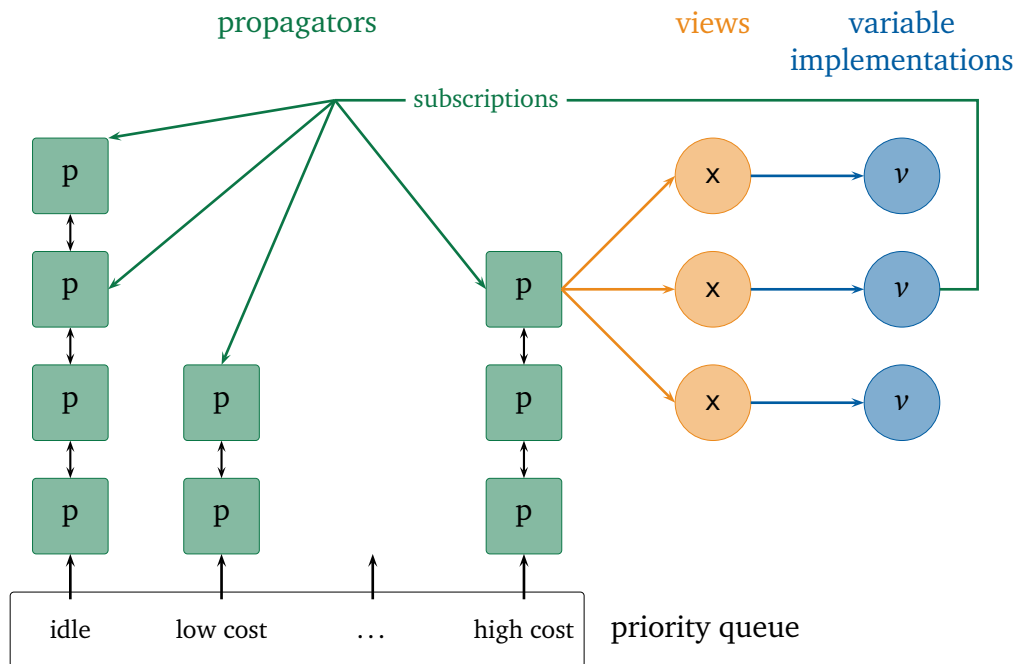 propagators
views
variable
implementations
subscriptions
p
x
v
p
p
x
v
p
p
p
x
v
p
p
p
idle
low cost
...
high cost
priority queue